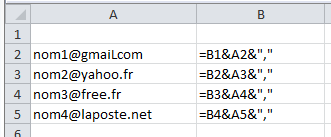 A B
1
2 nom1@gmail.com =B1&A2&","
3 nom2@yahoo.fr =B2&A3&","
4 nom3@free.fr =B3&A4&","
5 nom4@laposte.net =B4&A5&","